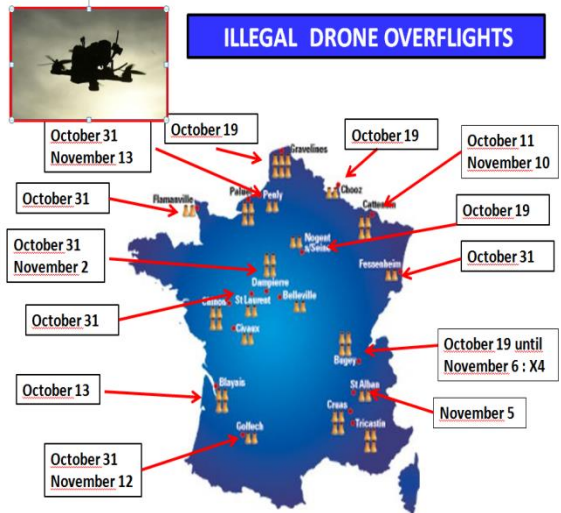 ILLEGAL DRONE OVERFLIGHTS
October 31
November 13
October 19
October 19
October 11
November 10
Gravelines
Chooz
October 31
Flamanville
Paluel
Penly
Cattenom
October 19
Nogent
s/Seine
October 31
November 2
Fessenheim
October 31
Dampierre
Belleville
St Laurent
Chinon
October 31
Civaux
October 19 until
November 6 : X4
Bugey
October 13
Blayais
St Alban
November 5
Cruas
Tricastin
Golfech
October 31
November 12